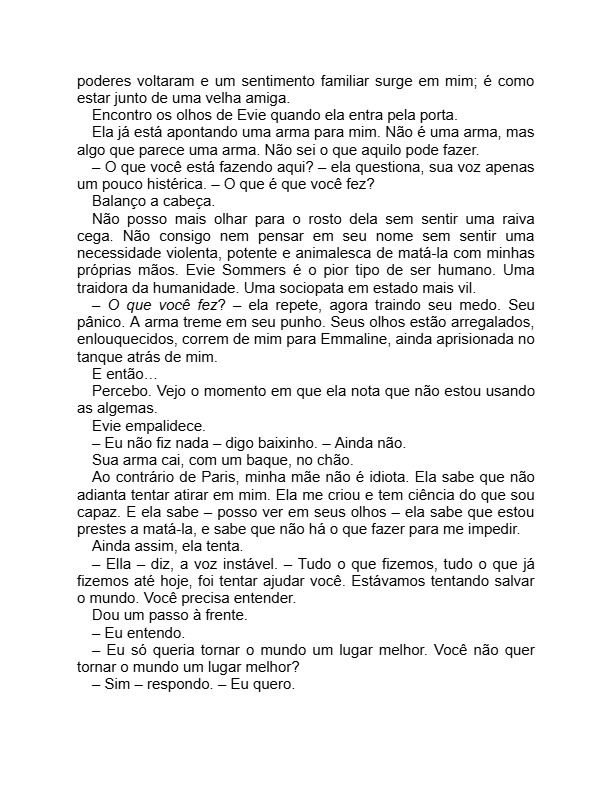 poderes voltaram e um sentimento familiar surge em mim; é como
estar junto de uma velha amiga.
Encontro os olhos de Evie quando ela entra pela porta.
Ela já está apontando uma arma para mim. Não é uma arma, mas
algo que parece uma arma. Não sei o que aquilo pode fazer.
– O que você está fazendo aqui? – ela questiona, sua voz apenas
um pouco histérica. – O que é que você fez?
Balanço a cabeça.
Não posso mais olhar para o rosto dela sem sentir uma raiva
cega. Não consigo nem pensar em seu nome sem sentir uma
necessidade violenta, potente e animalesca de matá-la com minhas
próprias mãos. Evie Sommers é o pior tipo de ser humano. Uma
traidora da humanidade. Uma sociopata em estado mais vil.
– O que você fez? – ela repete, agora traindo seu medo. Seu
pânico. A arma treme em seu punho. Seus olhos estão arregalados,
enlouquecidos, correm de mim para Emmaline, ainda aprisionada no
tanque atrás de mim.
E então...
Percebo. Vejo o momento em que ela nota que não estou usando
as algemas.
Evie empalidece.
– Eu não fiz nada – digo baixinho. – Ainda não.
Sua arma cai, com um baque, no chão.
Ao contrário de Paris, minha mãe não é idiota. Ela sabe que não
adianta tentar atirar em mim. Ela me criou e tem ciência do que sou
capaz. E ela sabe – posso ver em seus olhos – ela sabe que estou
prestes a matá-la, e sabe que não há o que fazer para me impedir.
Ainda assim, ela tenta.
– Ella – diz, a voz instável. – Tudo o que fizemos, tudo o que já
fizemos até hoje, foi tentar ajudar você. Estávamos tentando salvar
o mundo. Você precisa entender.
Dou um passo à frente.
– Eu entendo.
– Eu só queria tornar o mundo um lugar melhor. Você não quer
tornar o mundo um lugar melhor?
– Sim – respondo. – Eu quero.